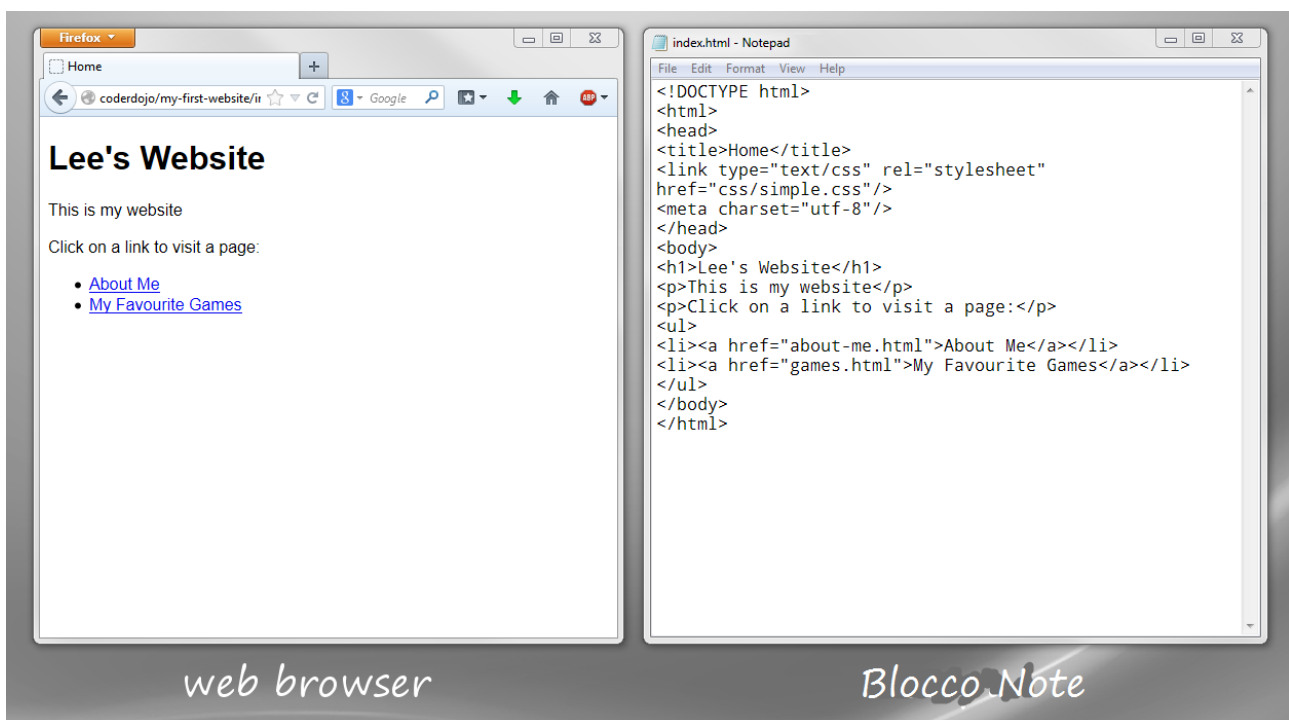 Firefox
Home
coderdojo/my-first-website/ir
8 Google
ABP
Lee's Website
This is my website
Click on a link to visit a page:
About Me
My Favourite Games
web browser
index.html - Notepad
File Edit Format View Help
<!DOCTYPE html>
<html>
<head>
<title>Home</title>
<link type="text/css" rel="stylesheet"
href="css/simple.css"/>
<meta charset="utf-8"/>
</head>
<body>
<h1>Lee's Website</h1>
<p>This is my website</p>
<p>Click on a link to visit a page:</p>
<ul>
<li><a href="about-me.html">About Me</a></li>
<li><a href="games.html">My Favourite Games</a></li>
</ul>
</body>
</html>
Blocco Note